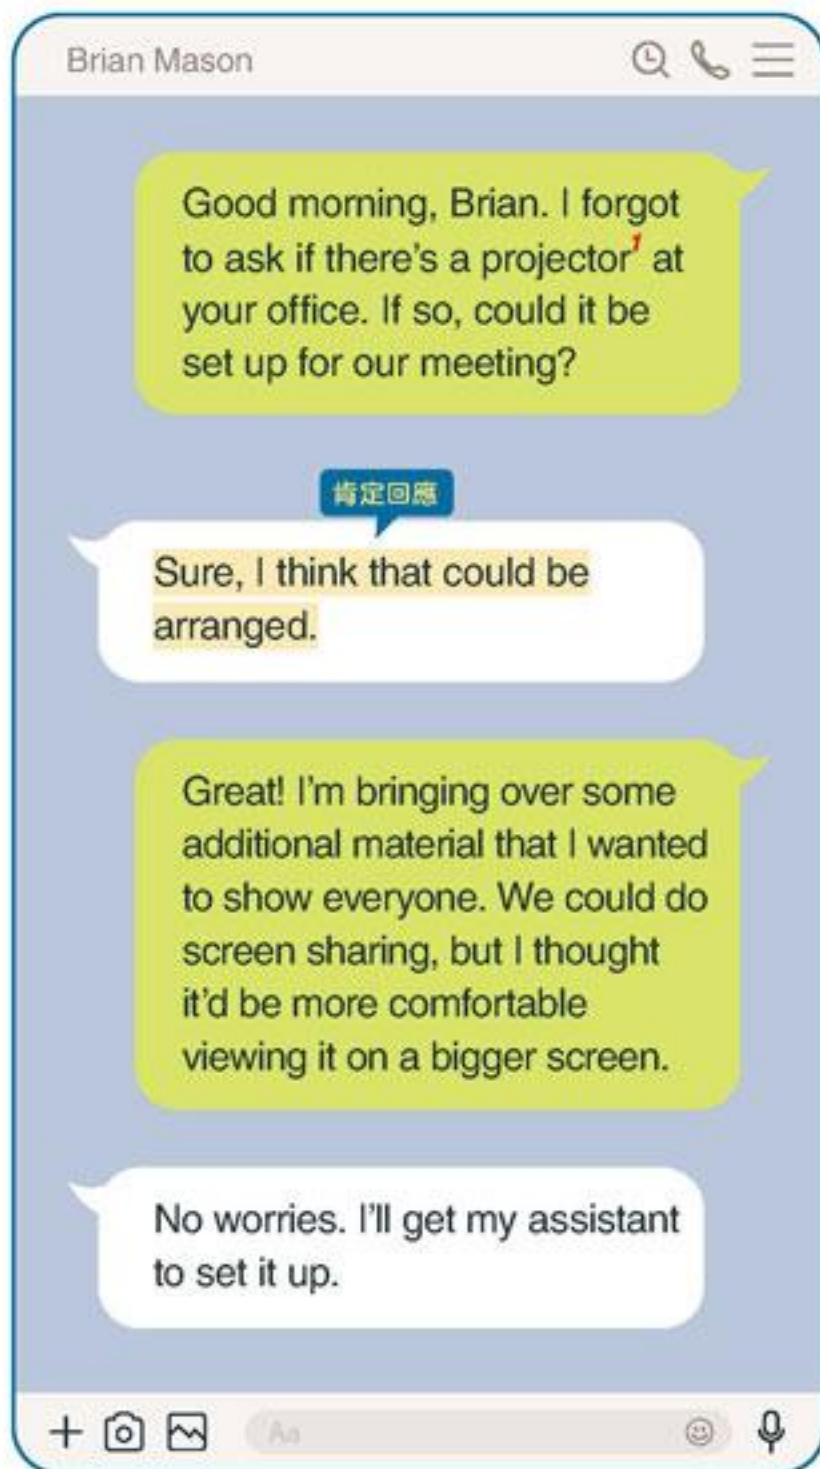 Brian Mason
Good morning, Brian. I forgot
to ask if there's a projector¹ at
your office. If so, could it be
set up for our meeting?
肯定回應
Sure, I think that could be
arranged.
Great! I'm bringing over some
additional material that I wanted
to show everyone. We could do
screen sharing, but I thought
it'd be more comfortable
viewing it on a bigger screen.
No worries. I'll get my assistant
to set it up.
Aa